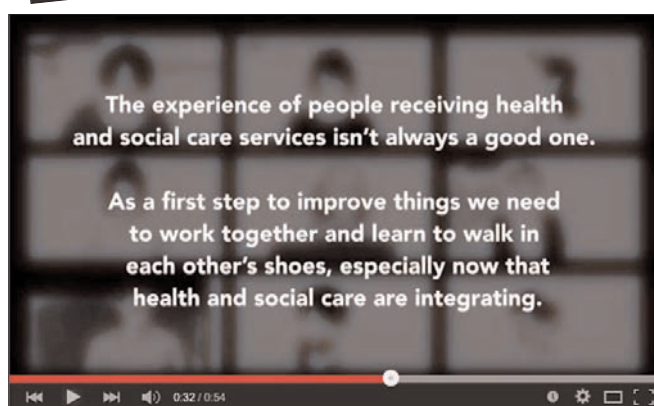 The experience of people receiving health
and social care services isn't always a good one.
As a first step to improve things we need
to work together and learn to walk in
each other's shoes, especially now that
health and social care are integrating.
0:32 / 0:54